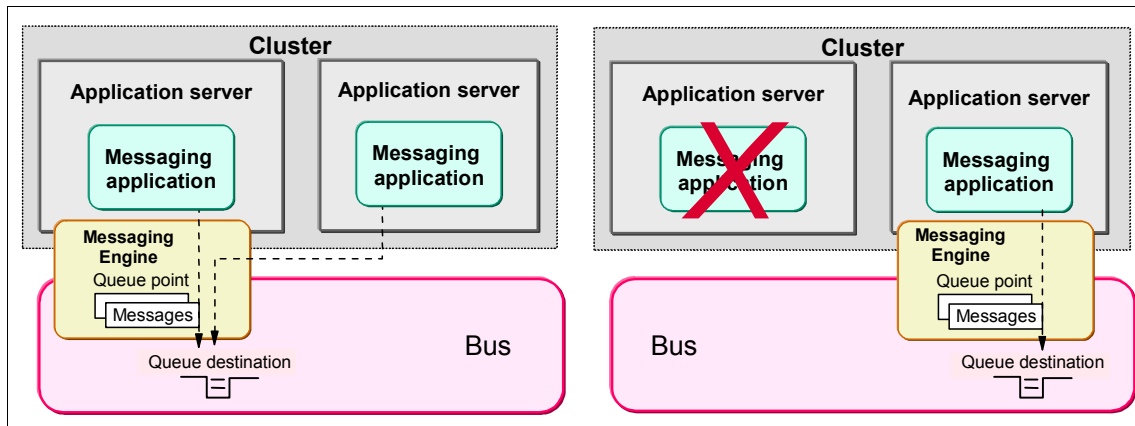 Cluster
Application server
Messaging
application
Application server
Messaging
application
Messaging
Engine
Queue point
Messages
Bus
Queue destination
Cluster
Application server
Messaging
application
Application server
Messaging
application
Messaging
Engine
Queue point
Messages
Bus
Queue destination